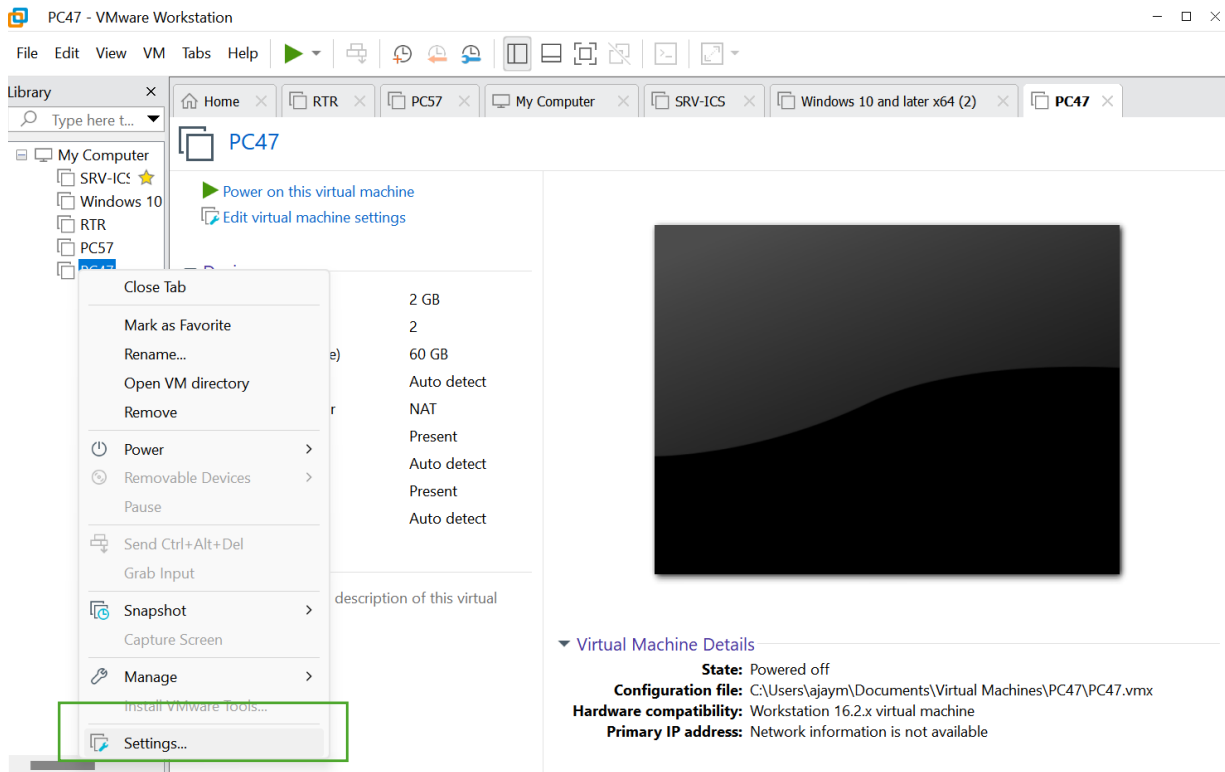 PC47 - VMware Workstation
File Edit View VM Tabs Help
Library
Type here t...
Home
RTR
PC57
My Computer
SRV-ICS
Windows 10 and later x64 (2)
PC47
My Computer
SRV-ICS
Windows 10
RTR
PC57
PC47
PC47
Power on this virtual machine
Edit virtual machine settings
2 GB
2
e) 60 GB
Auto detect
r NAT
Present
Auto detect
Present
Auto detect
description of this virtual
Close Tab
Mark as Favorite
Rename...
Open VM directory
Remove
Power
Removable Devices
Pause
Send Ctrl+Alt+Del
Grab Input
Snapshot
Capture Screen
Manage
Install VMware Tools...
Settings...
Virtual Machine Details
State: Powered off
Configuration file: C:\Users\ajaym\Documents\Virtual Machines\PC47\PC47.vmx
Hardware compatibility: Workstation 16.2.x virtual machine
Primary IP address: Network information is not available